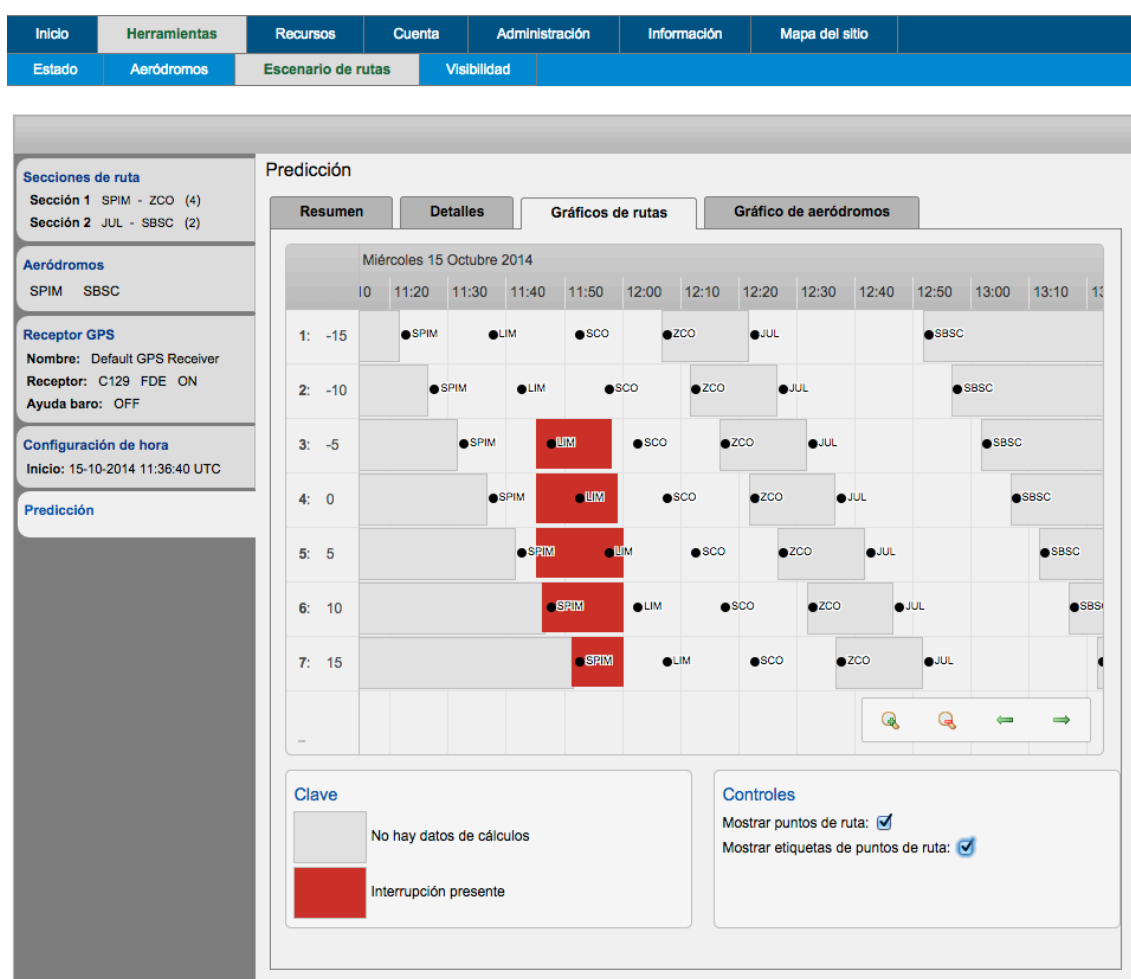 Inicio Herramientas Recursos Cuenta Administración Información Mapa del sitio
Estado Aeródromos Escenario de rutas Visibilidad
Secciones de ruta
Sección 1 SPIM - ZCO (4)
Sección 2 JUL - SBSC (2)
Aeródromos
SPIM SBSC
Receptor GPS
Nombre: Default GPS Receiver
Receptor: C129 FDE ON
Ayuda baro: OFF
Configuración de hora
Inicio: 15-10-2014 11:36:40 UTC
Predicción
Predicción
Resumen Detalles Gráficos de rutas Gráfico de aeródromos
Miércoles 15 Octubre 2014
11:20 11:30 11:40 11:50 12:00 12:10 12:20 12:30 12:40 12:50 13:00 13:10
1: -15 SPIM LIM SCO ZCO JUL SBSC
2: -10 SPIM LIM SCO ZCO JUL SBSC
3: -5 SPIM LIM SCO ZCO JUL SBSC
4: 0 SPIM LIM SCO ZCO JUL SBSC
5: 5 SPIM LIM SCO ZCO JUL SBSC
6: 10 SPIM LIM SCO ZCO JUL SBS
7: 15 SPIM LIM SCO ZCO JUL
Clave
No hay datos de cálculos
Interrupción presente
Controles
Mostrar puntos de ruta:
Mostrar etiquetas de puntos de ruta: